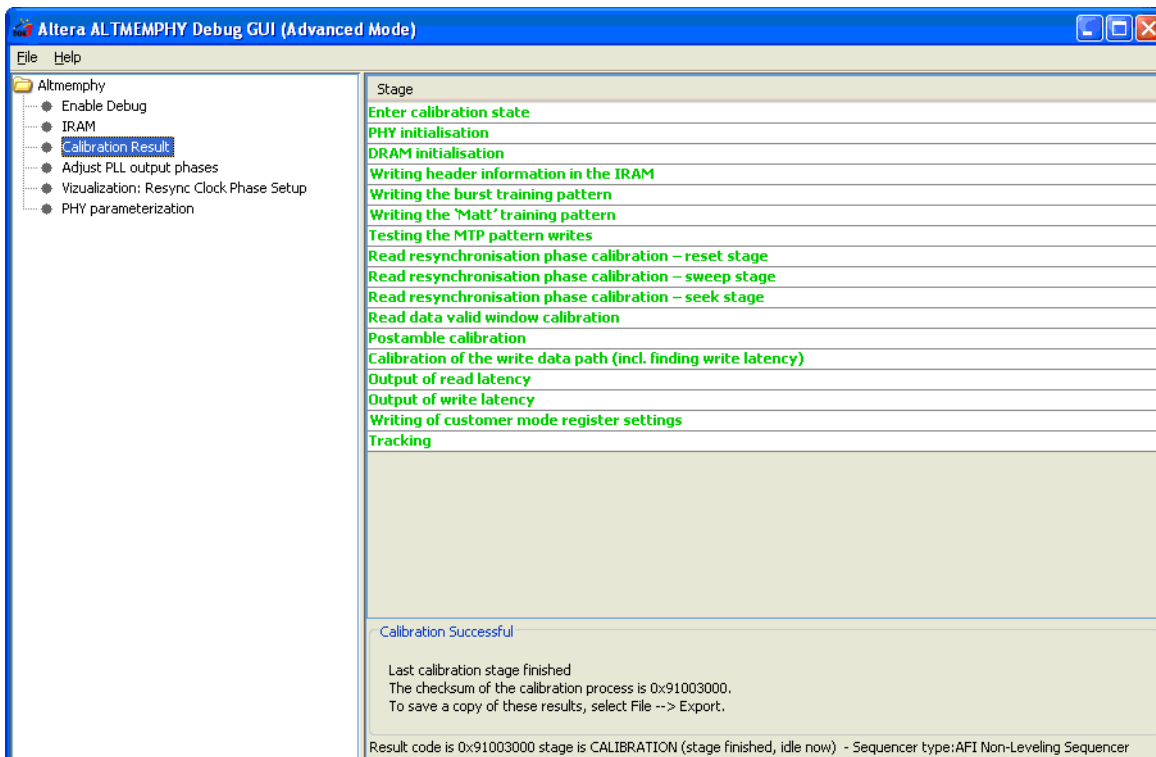 Altera ALTMEMPHY Debug GUI (Advanced Mode)
File Help
Altmemphy
Enable Debug
IRAM
Calibration Result
Adjust PLL output phases
Vizualization: Resync Clock Phase Setup
PHY parameterization
Stage
Enter calibration state
PHY initialisation
DRAM initialisation
Writing header information in the IRAM
Writing the burst training pattern
Writing the ‘Matt’ training pattern
Testing the MTP pattern writes
Read resynchronisation phase calibration – reset stage
Read resynchronisation phase calibration – sweep stage
Read resynchronisation phase calibration – seek stage
Read data valid window calibration
Postamble calibration
Calibration of the write data path (incl. finding write latency)
Output of read latency
Output of write latency
Writing of customer mode register settings
Tracking
Calibration Successful
Last calibration stage finished
The checksum of the calibration process is 0x91003000.
To save a copy of these results, select File --> Export.
Result code is 0x91003000 stage is CALIBRATION (stage finished, idle now) - Sequencer type:AFI Non-Leveling Sequencer